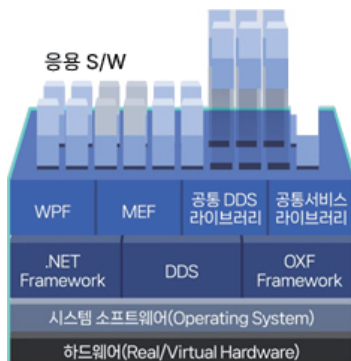 응용 S/W
WPF
MEF
공통 DDS
라이브러리
공통서비스
라이브러리
.NET
Framework
DDS
OXF
Framework
시스템 소프트웨어(Operating System)
하드웨어(Real/Virtual Hardware)